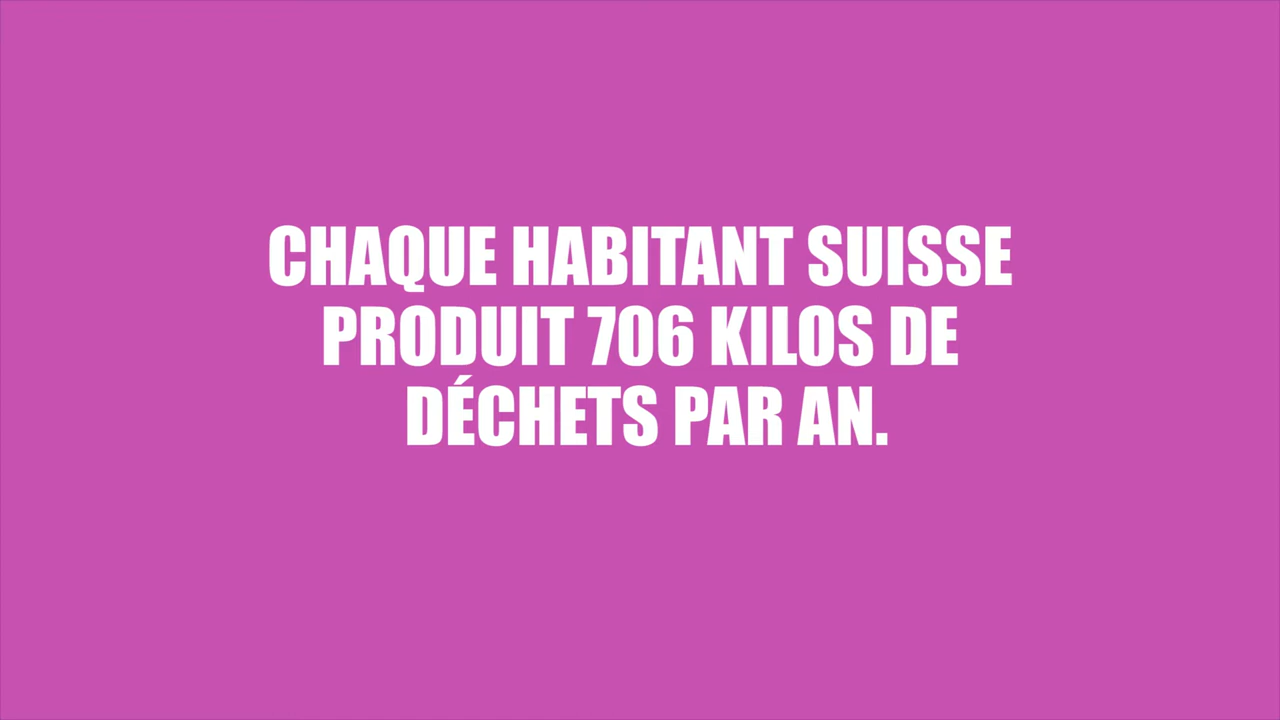 CHAQUE HABITANT SUISSE
PRODUIT 706 KILOS DE
DÉCHETS PAR AN.